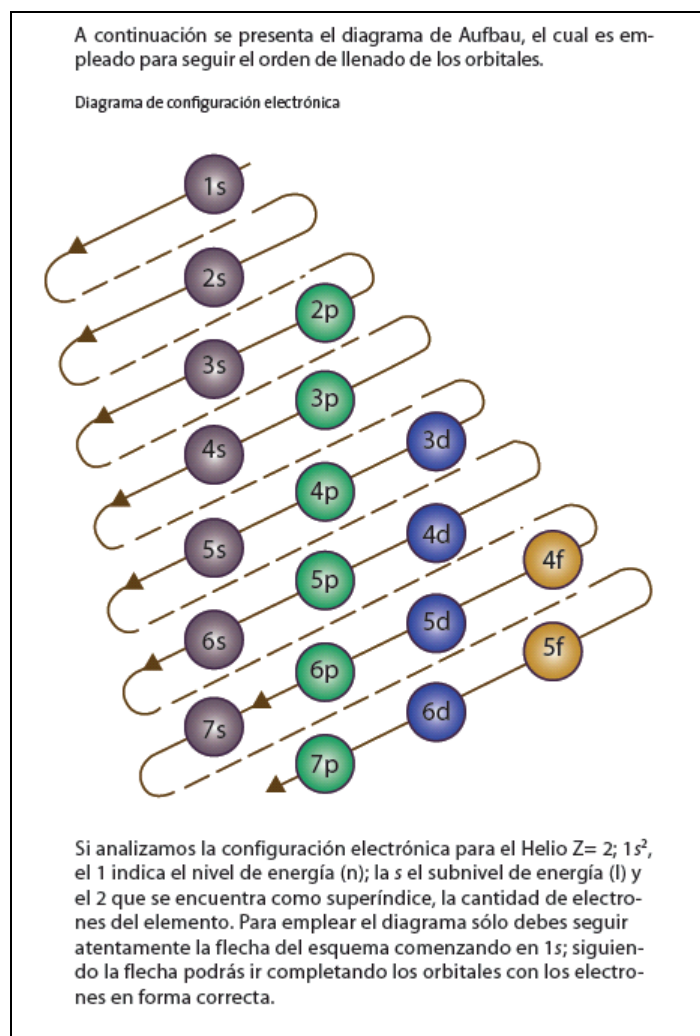 A continuación se presenta el diagrama de Aufbau, el cual es em-
pleado para seguir el orden de llenado de los orbitales.
Diagrama de configuración electrónica
1s
2s
2p
3s
3p
3d
4s
4p
4d
4f
5s
5p
5d
5f
6s
6p
6d
7s
7p
Si analizamos la configuración electrónica para el Helio Z= 2; 1s²,
el 1 indica el nivel de energía (n); la s el subnivel de energía (l) y
el 2 que se encuentra como superíndice, la cantidad de electro-
nes del elemento. Para emplear el diagrama sólo debes seguir
atentamente la flecha del esquema comenzando en 1s; siguien-
do la flecha podrás ir completando los orbitales con los electro-
nes en forma correcta.